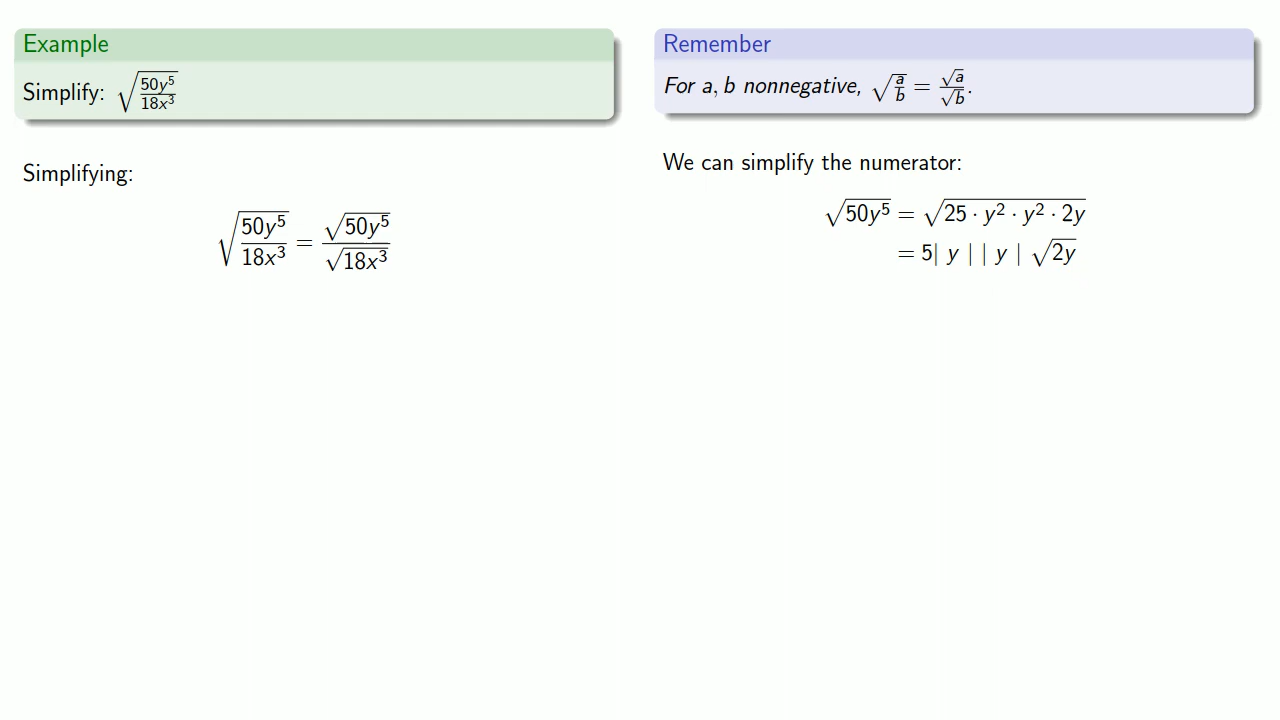 Example
Simplify: √(50y⁵/18x³)
Simplifying:
√(50y⁵/18x³) = √50y⁵/√18x³
Remember
For a, b nonnegative, √(a/b) = √a/√b.
We can simplify the numerator:
√(50y⁵) = √(25 · y² · y² · 2y)
= 5| y | | y | √(2y)